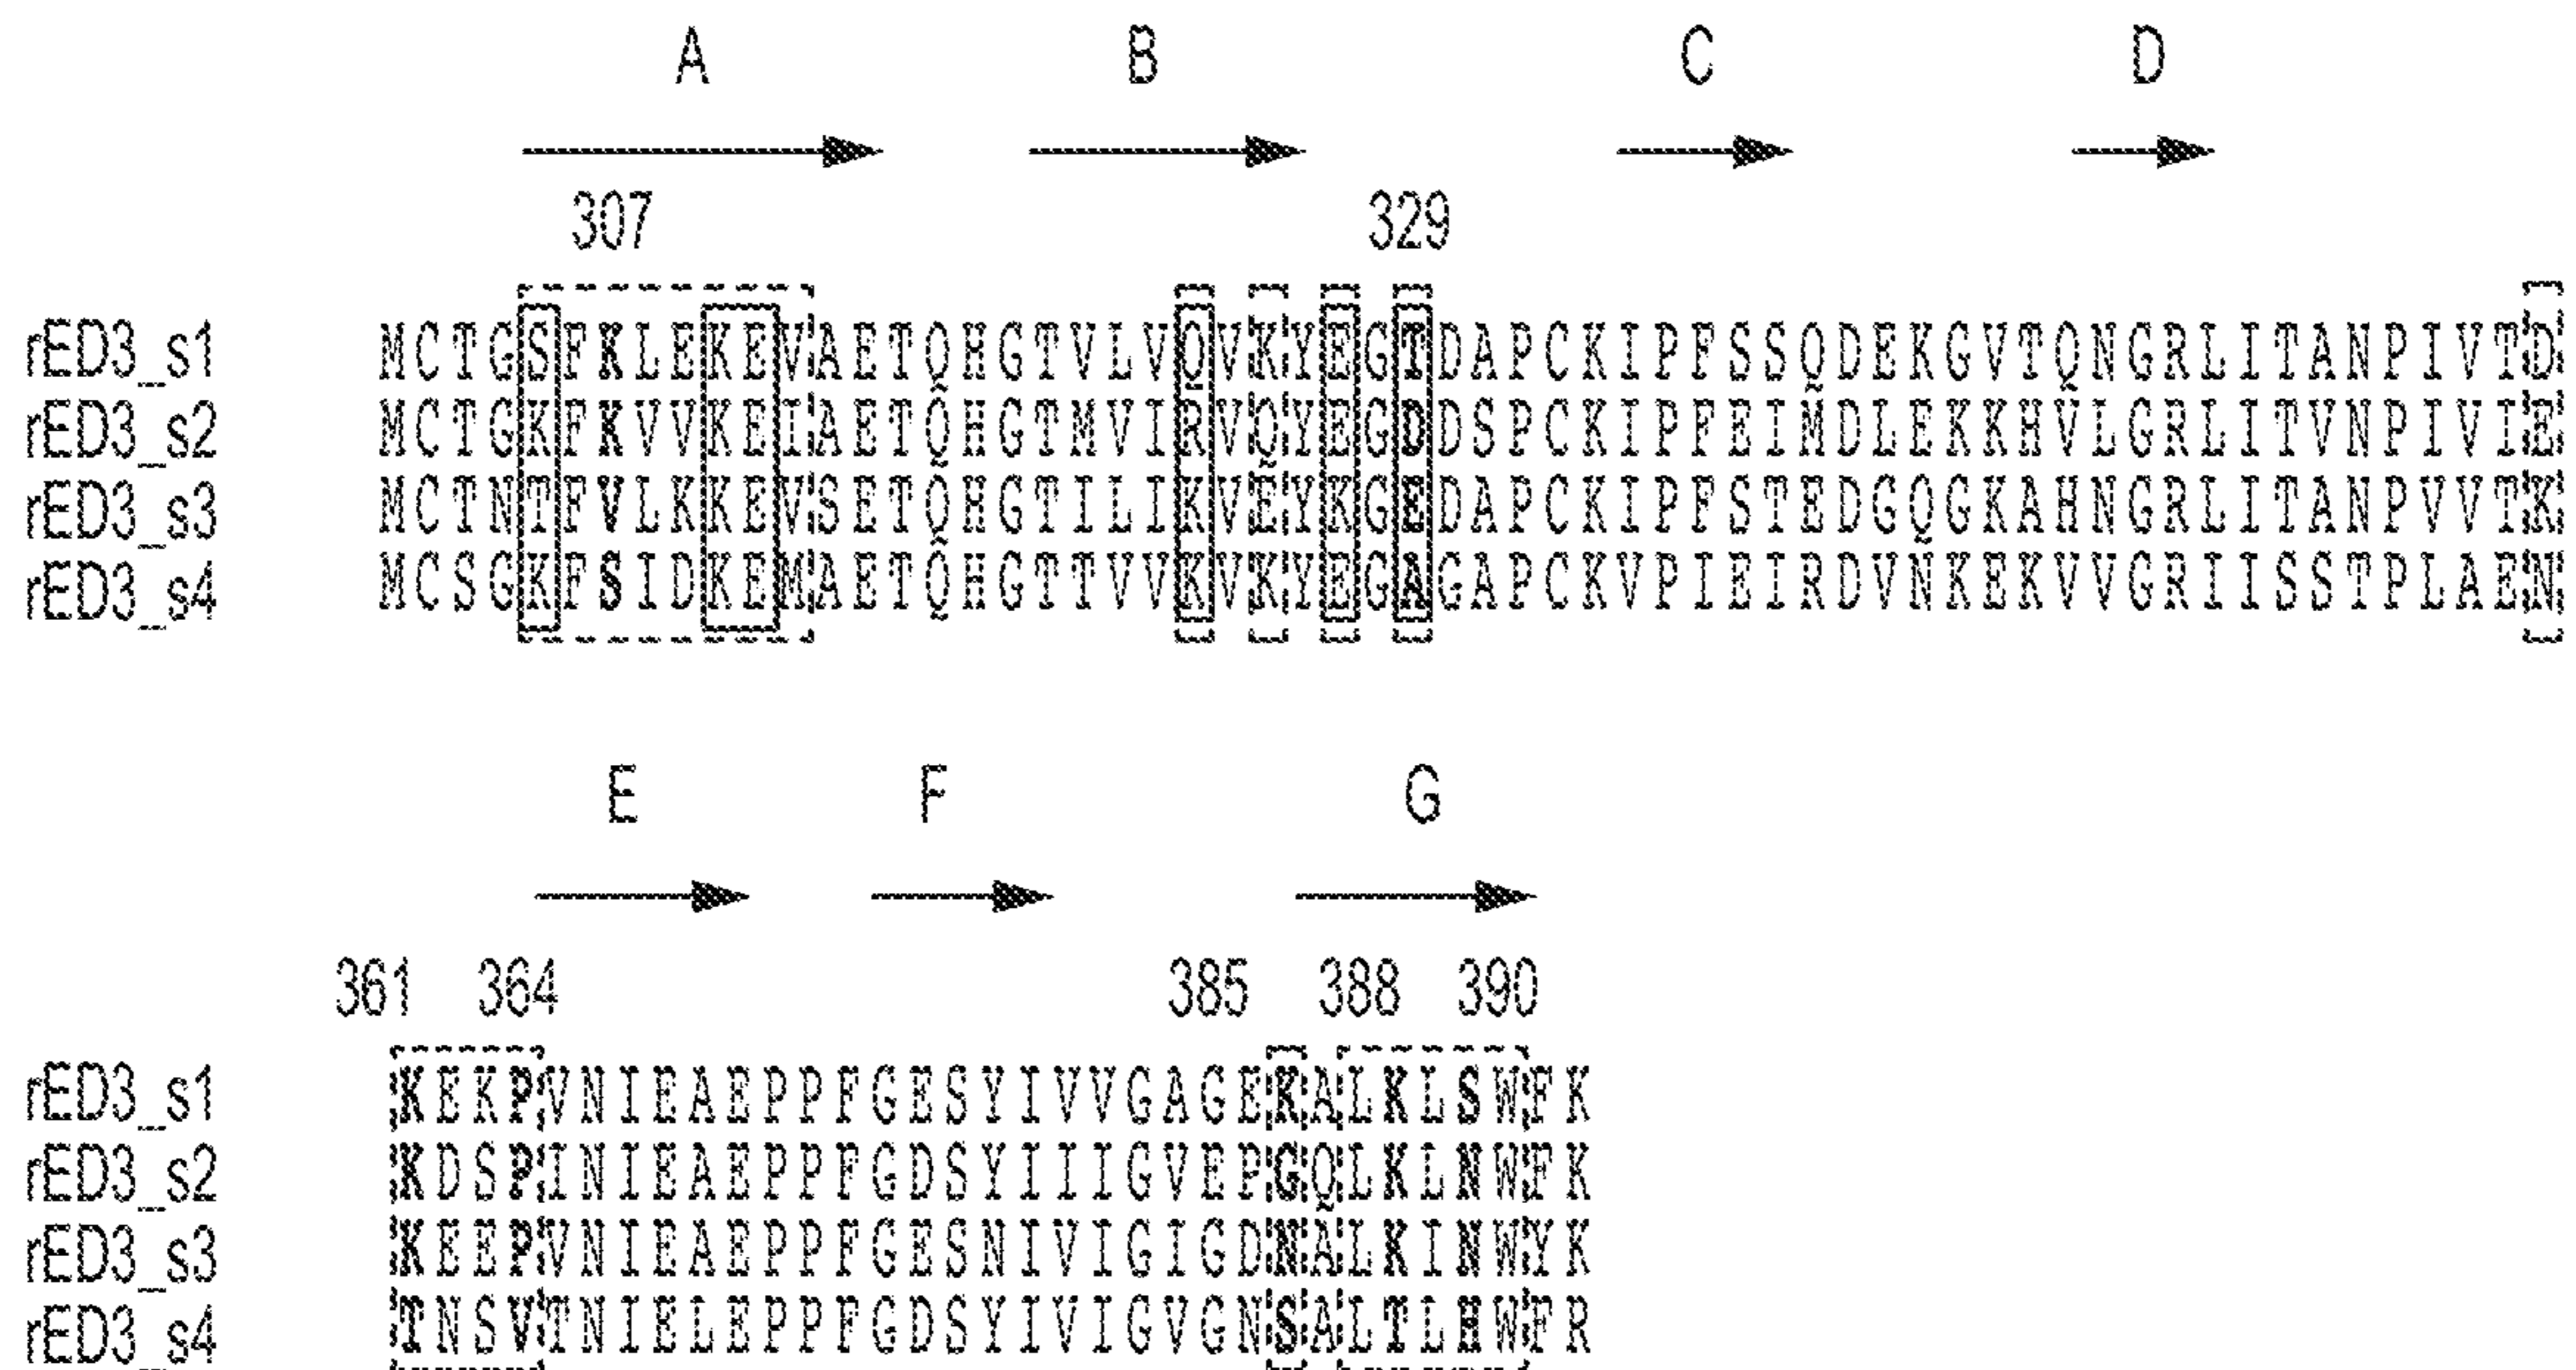 A B C D
307 329
rED3_s1 MCTGSFKLEKEVAETQHGTVLVQVKYEGTDAPCKIPFSSQDEKGVTQNGRLITANPIVTD
rED3_s2 MCTGKFKVVKEIAETQHGTMVIRVQYEGDDSPCKIPFEIMDLEKKHVLGRLITVNPIVIE
rED3_s3 MCTNTFVLKKEVSETQHGTILIKVEYKGEDAPCKIPFSTEDGQGKAHNGRLITANPVVTK
rED3_s4 MCSGKFSIDKEMAETQHGTTVVKVKYEGAGAPCKVPIEIRDVNKEKVVGRIISSTPLAEN
E F G
361 364 385 388 390
rED3_s1 KEKPVNIEAEPPFGESYIVVGAGEKALKLSWFK
rED3_s2 KDSPINIEAEPPFGDSYIIIGVEPGQLKLNWFK
rED3_s3 KEEPVNIEAEPPFGESNIVIGIGDNALKINWYK
rED3_s4 TNSVTNIELEPPFGDSYIVIGVGNSALTLHWFR